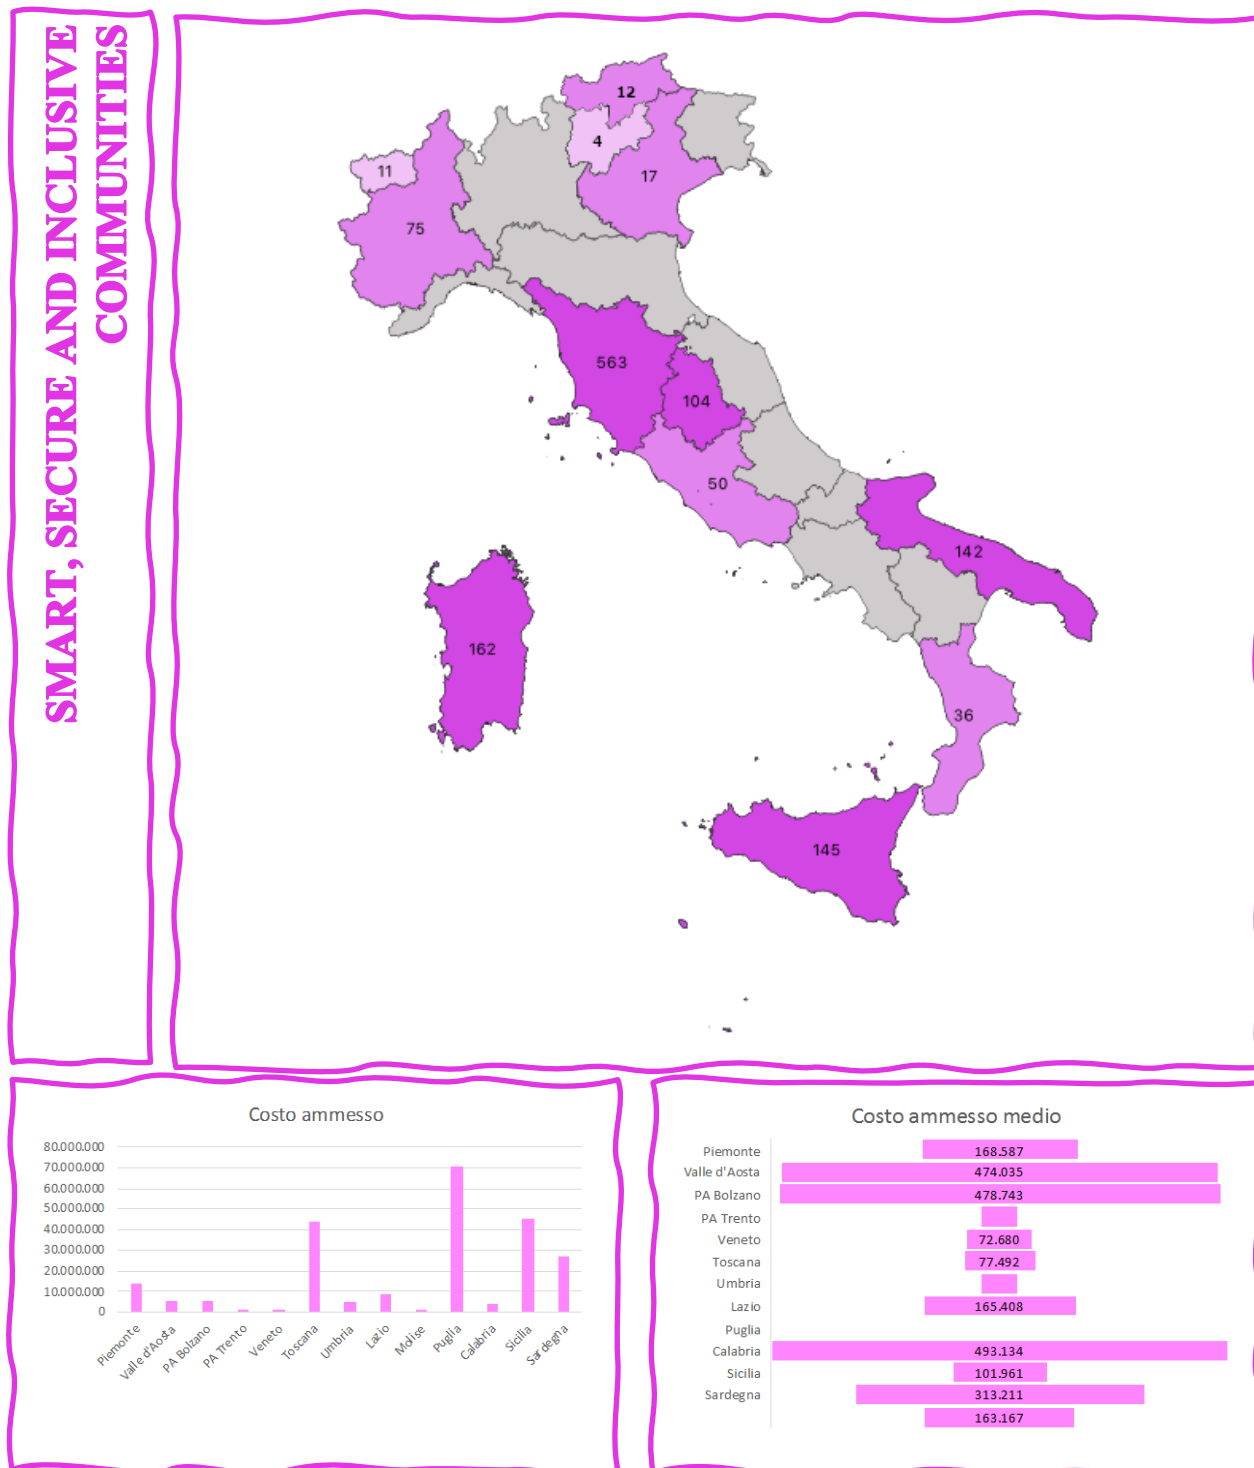 SMART, SECURE AND INCLUSIVE
COMMUNITIES
12
4
11
17
75
563
104
50
142
162
36
145
Costo ammesso
80.000.000
70.000.000
60.000.000
50.000.000
40.000.000
30.000.000
20.000.000
10.000.000
0
Piemonte
Valle d'Aosta
PA Bolzano
PA Trento
Veneto
Toscana
Umbria
Lazio
Molise
Puglia
Calabria
Sicilia
Sardegna
Costo ammesso medio
Piemonte 168.587
Valle d'Aosta 474.035
PA Bolzano 478.743
PA Trento
Veneto 72.680
Toscana 77.492
Umbria
Lazio 165.408
Puglia
Calabria 493.134
Sicilia 101.961
Sardegna 313.211
163.167